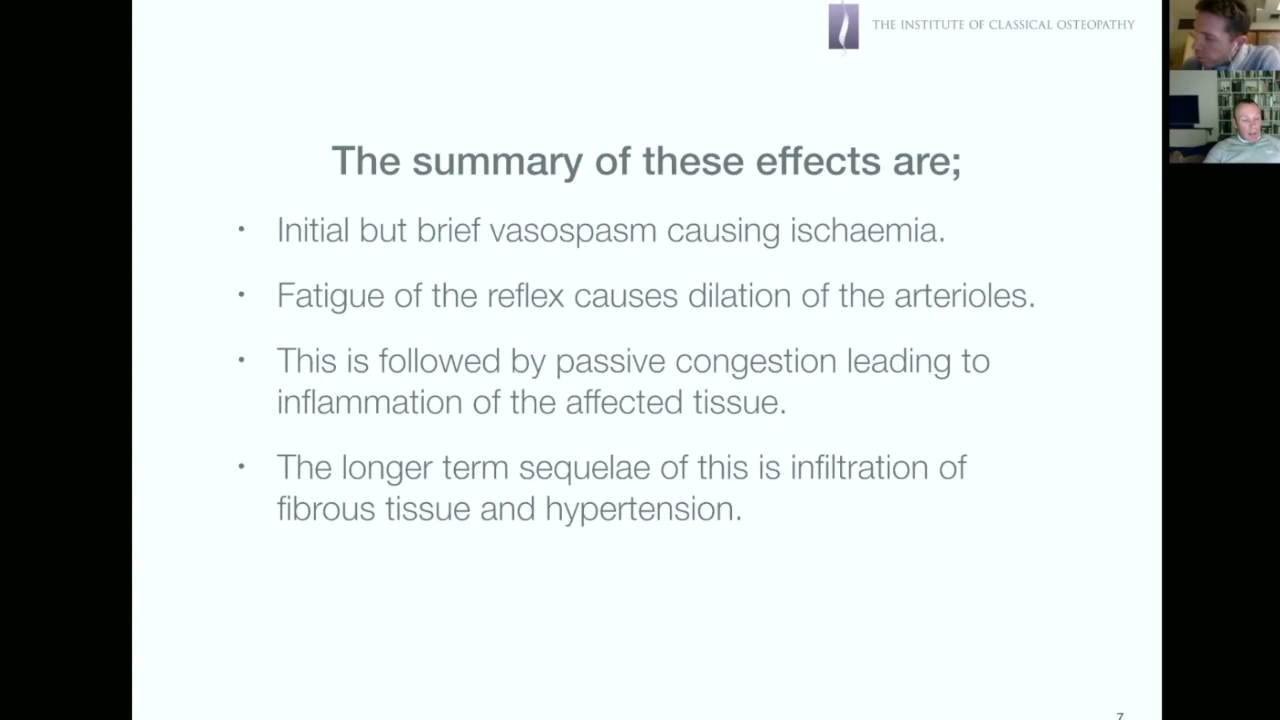 THE INSTITUTE OF CLASSICAL OSTEOPATHY
The summary of these effects are;
• Initial but brief vasospasm causing ischaemia.
• Fatigue of the reflex causes dilation of the arterioles.
• This is followed by passive congestion leading to
inflammation of the affected tissue.
• The longer term sequelae of this is infiltration of
fibrous tissue and hypertension.
7